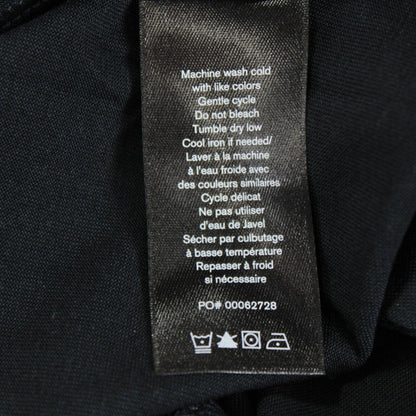 Machine wash cold
with like colors
Gentle cycle
Do not bleach
Tumble dry low
Cool iron if needed/
Laver à la machine
à l'eau froide avec
des couleurs similaires
Cycle délicat
Ne pas utiliser
d'eau de Javel
Sécher par culbutage
à basse température
Repasser à froid
si nécessaire
PO# 00062728